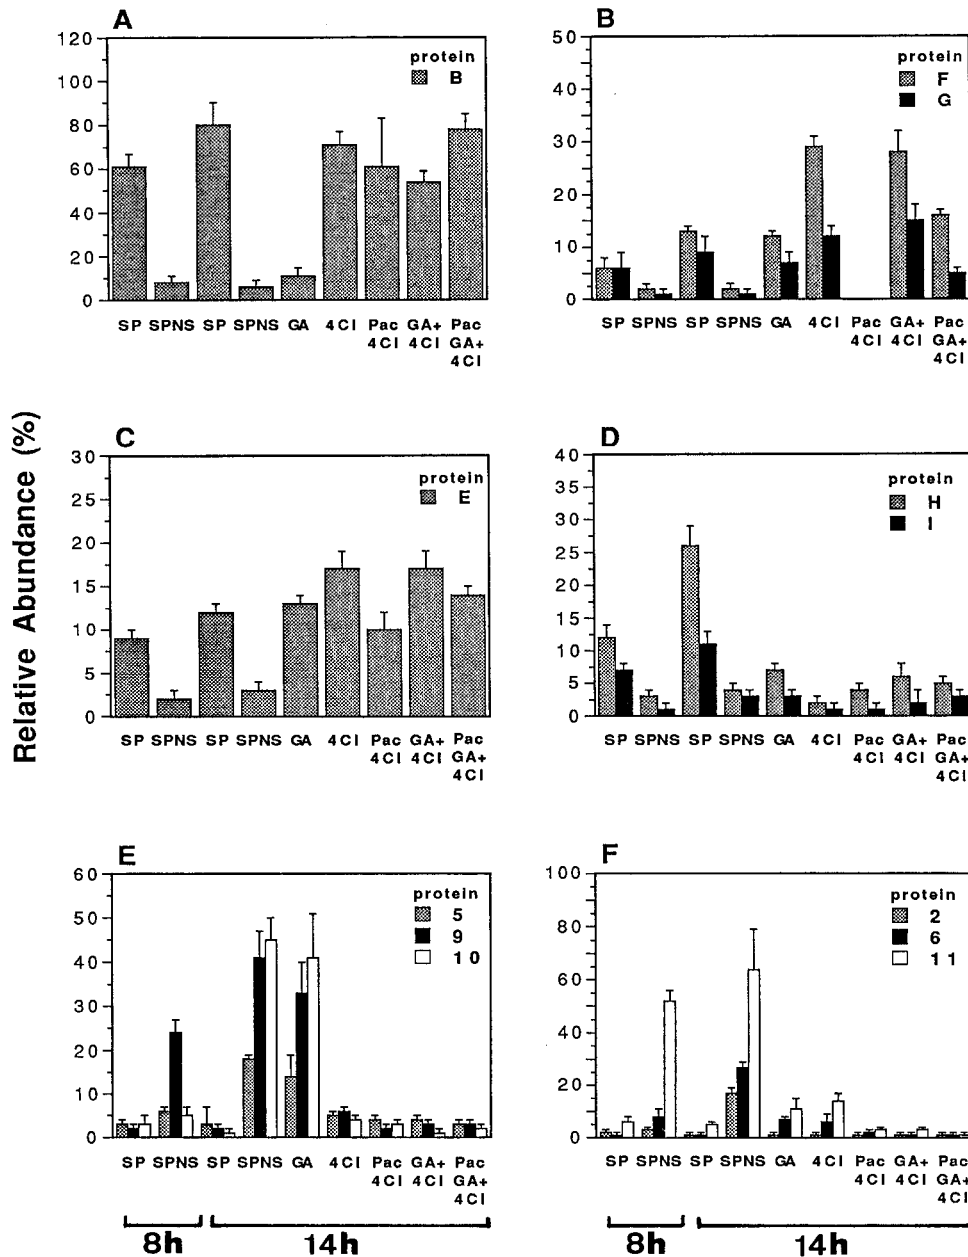 Relative Abundance (%)
A
protein
B
120
100
80
60
40
20
0
SP SPNS SP SPNS GA 4Cl Pac GA+ Pac
4Cl 4Cl GA+
4Cl
B
protein
F
G
50
40
30
20
10
0
SP SPNS SP SPNS GA 4Cl Pac GA+ Pac
4Cl 4Cl GA+
4Cl
C
protein
E
30
25
20
15
10
5
0
SP SPNS SP SPNS GA 4Cl Pac GA+ Pac
4Cl 4Cl GA+
4Cl
D
protein
H
I
40
35
30
25
20
15
10
5
0
SP SPNS SP SPNS GA 4Cl Pac GA+ Pac
4Cl 4Cl GA+
4Cl
E
protein
5
9
10
60
50
40
30
20
10
0
SP SPNS SP SPNS GA 4Cl Pac GA+ Pac
4Cl 4Cl GA+
4Cl
8h 14h
F
protein
2
6
11
100
80
60
40
20
0
SP SPNS SP SPNS GA 4Cl Pac GA+ Pac
4Cl 4Cl GA+
4Cl
8h 14h